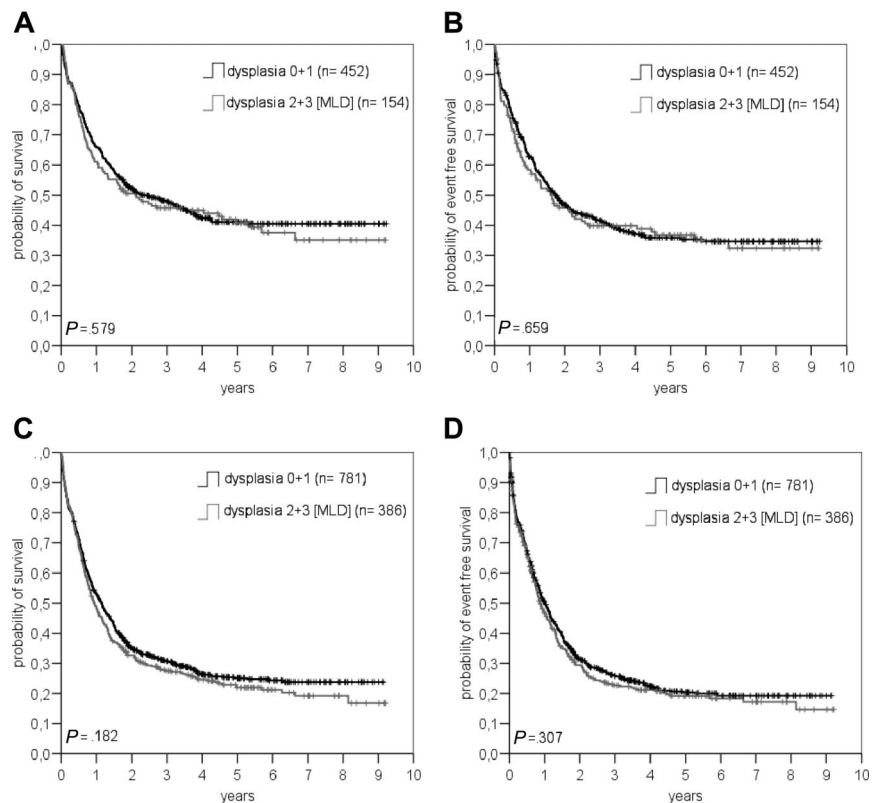 A
1,0
0,9
0,8
0,7
0,6
0,5
0,4
0,3
0,2
0,1
0,0
probability of survival
dysplasia 0+1 (n= 452)
dysplasia 2+3 [MLD] (n= 154)
P=.579
0 1 2 3 4 5 6 7 8 9 10
years
B
1,0
0,9
0,8
0,7
0,6
0,5
0,4
0,3
0,2
0,1
0,0
probability of event free survival
dysplasia 0+1 (n= 452)
dysplasia 2+3 [MLD] (n= 154)
P=.659
0 1 2 3 4 5 6 7 8 9 10
years
C
1,0
0,9
0,8
0,7
0,6
0,5
0,4
0,3
0,2
0,1
0,0
probability of survival
dysplasia 0+1 (n= 781)
dysplasia 2+3 [MLD] (n= 386)
P=.182
0 1 2 3 4 5 6 7 8 9 10
years
D
1,0
0,9
0,8
0,7
0,6
0,5
0,4
0,3
0,2
0,1
0,0
probability of event free survival
dysplasia 0+1 (n= 781)
dysplasia 2+3 [MLD] (n= 386)
P=.307
0 1 2 3 4 5 6 7 8 9 10
years